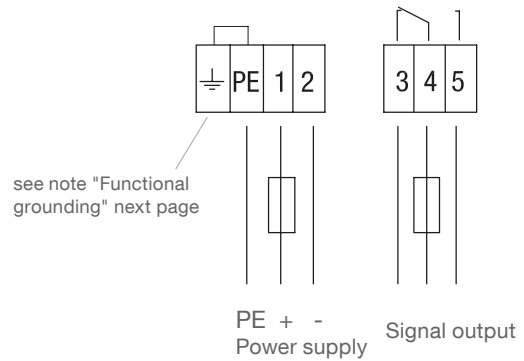 ⏚ PE 1 2 3 4 5
see note "Functional
grounding" next page
PE + -
Power supply
Signal output